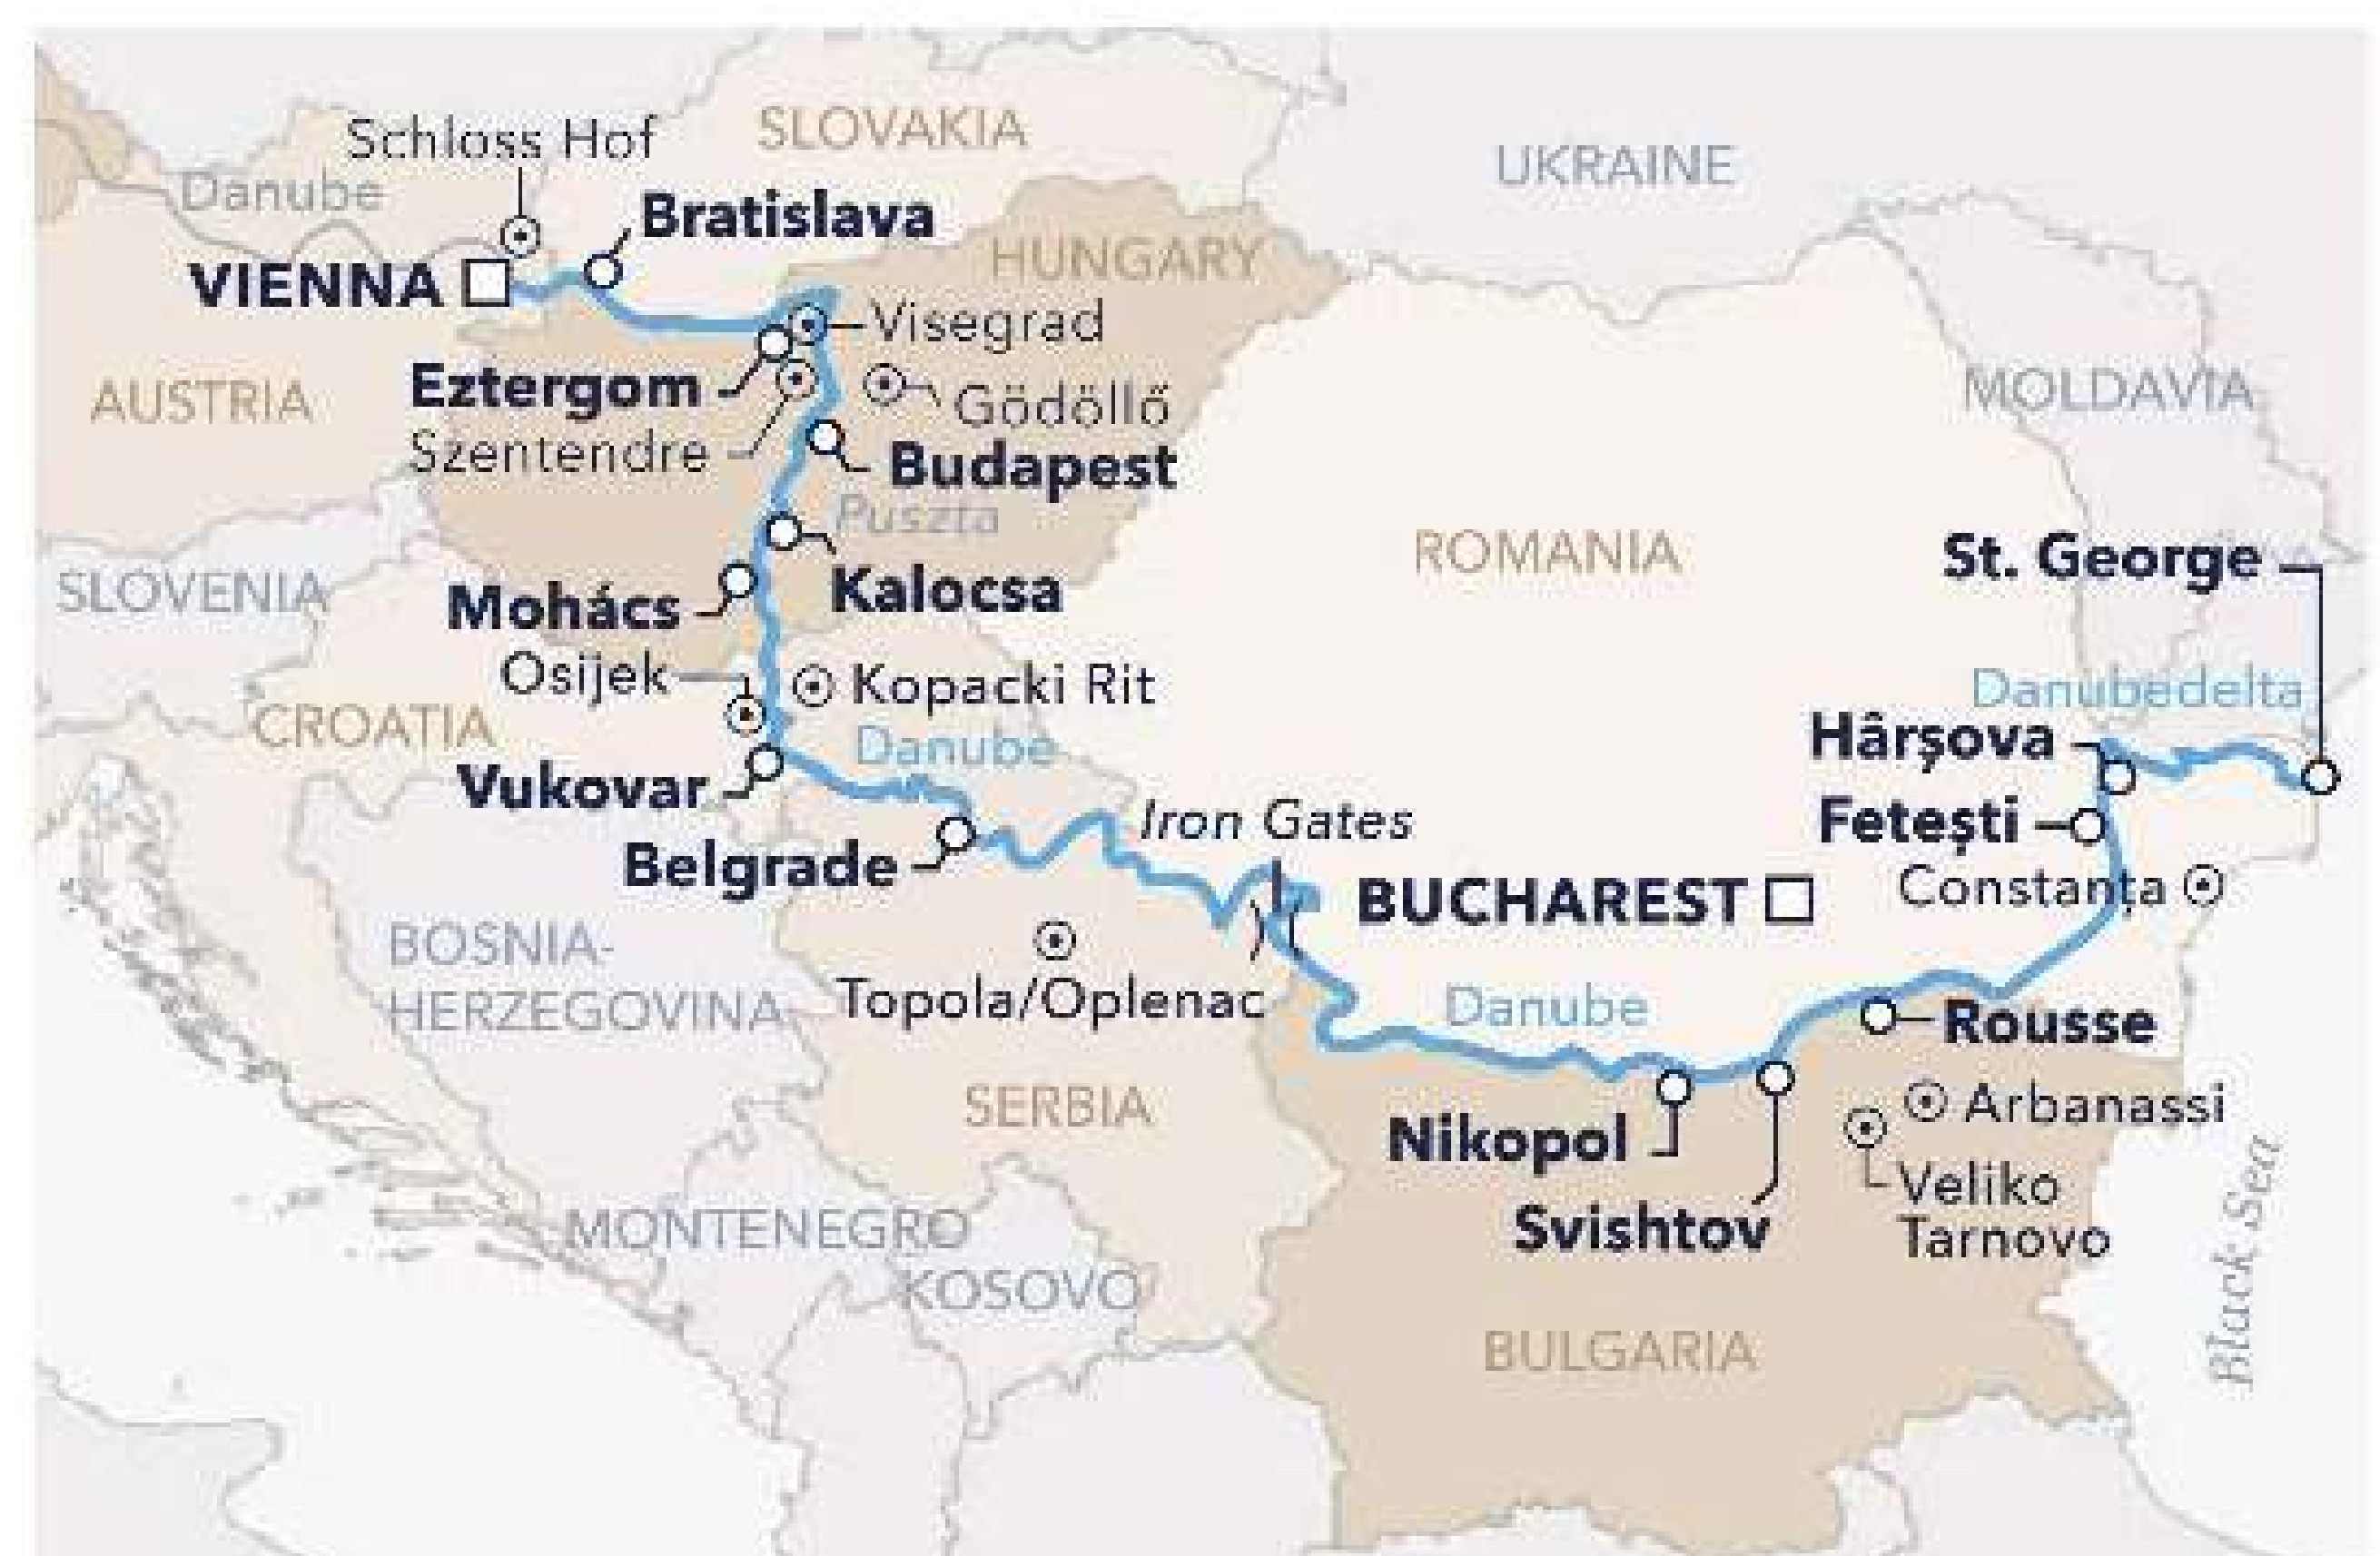 SLOVAKIA
Schloss Hof
UKRAINE
Danube
Bratislava
HUNGARY
VIENNA
Visegrad
Eztergom
AUSTRIA
Gödöllő
MOLDAVIA
Szentendre
Budapest
Puszta
ROMANIA
St. George
SLOVENIA
Kalocsa
Mohács
Osijek
Kopacki Rit
Danubedelta
CROATIA
Danube
Hârşova
Vukovar
Iron Gates
Feteşti
Belgrade
Constanţa
BUCHAREST
BOSNIA-
HERZEGOVINA
Topola/Oplenac
Danube
Rousse
SERBIA
Arbanassi
Nikopol
Veliko
Tarnovo
Svishtov
MONTENEGRO
KOSOVO
Black Sea
BULGARIA